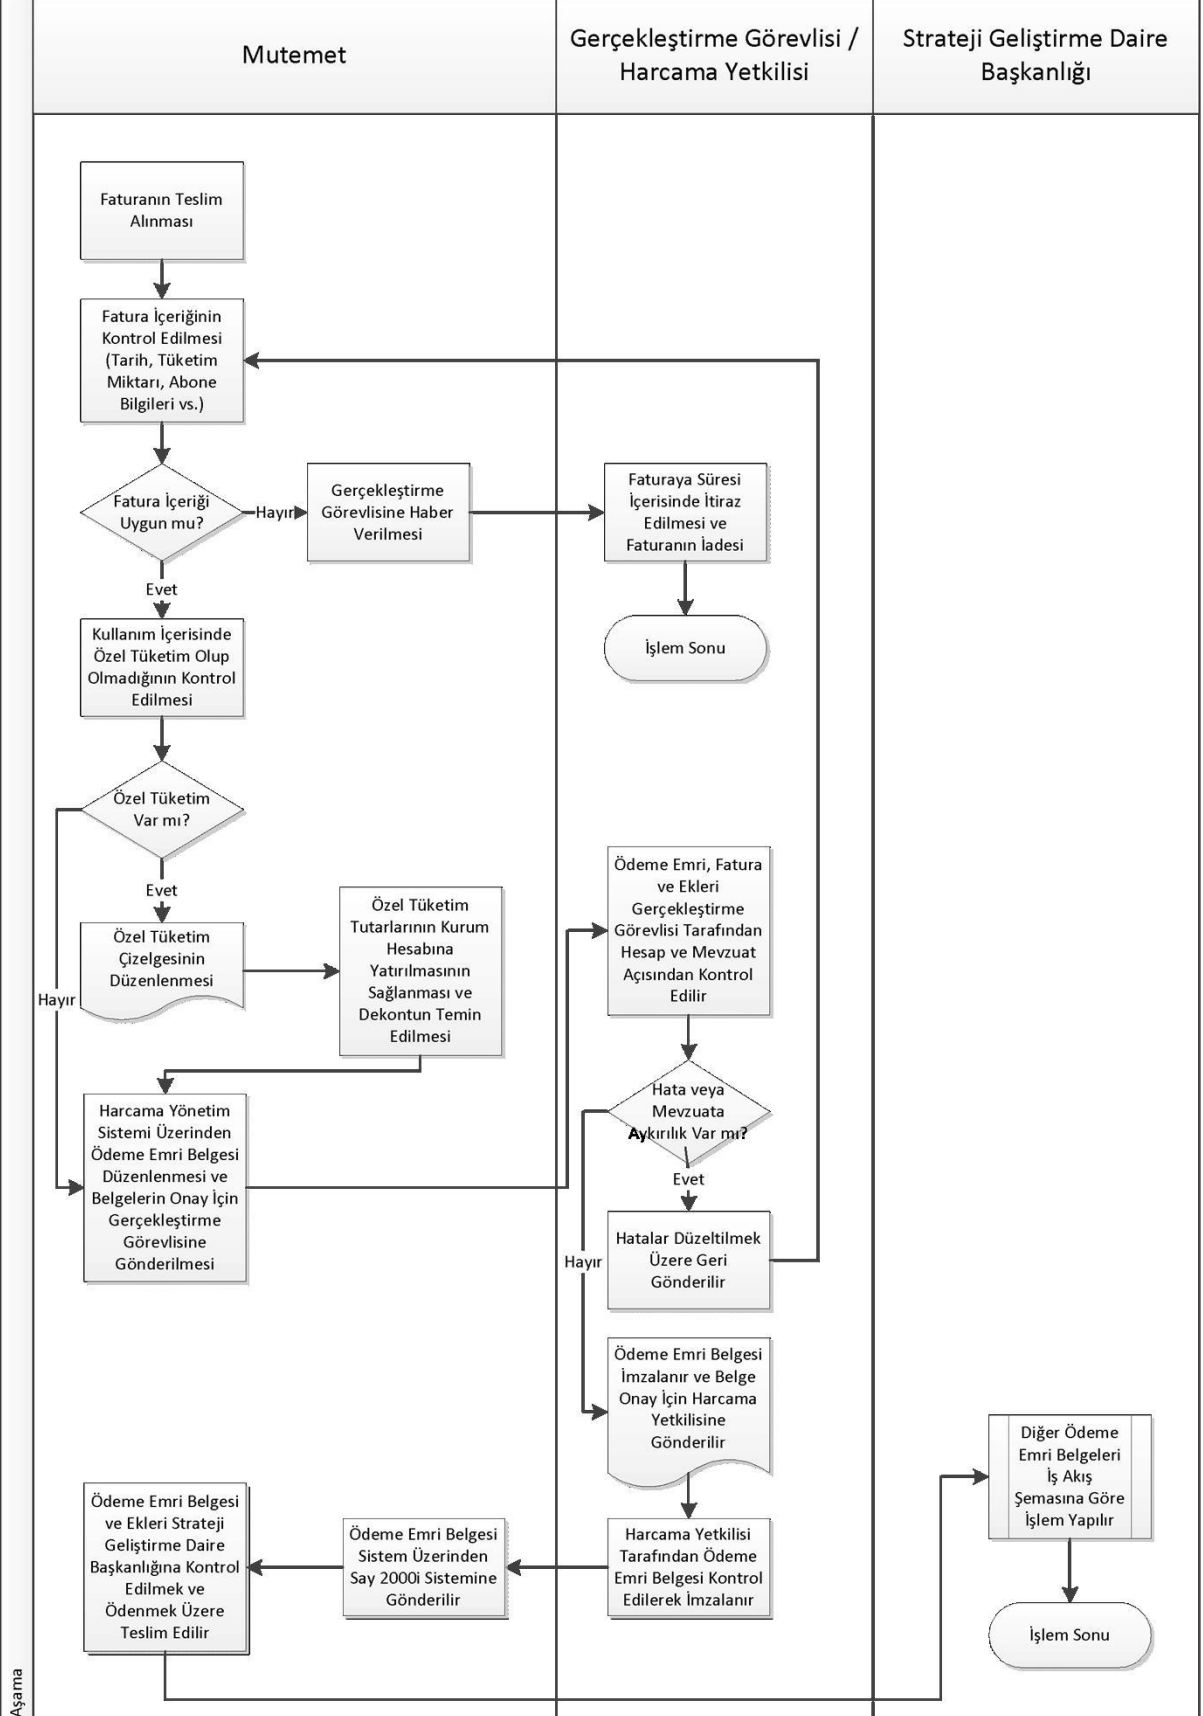 Mutemet
Gerçekleştirme Görevlisi /
Harcama Yetkilisi
Strateji Geliştirme Daire
Başkanlığı
Faturanın Teslim
Alınması
Fatura İçeriğinin
Kontrol Edilmesi
(Tarih, Tüketim
Miktarı, Abone
Bilgileri vs.)
Fatura İçeriği
Uygun mu?
Hayır
Gerçekleştirme
Görevlisine Haber
Verilmesi
Faturaya Süresi
İçerisinde İtiraz
Edilmesi ve
Faturanın İadesi
İşlem Sonu
Evet
Kullanım İçerisinde
Özel Tüketim Olup
Olmadığının Kontrol
Edilmesi
Özel Tüketim
Var mı?
Evet
Hayır
Özel Tüketim
Çizelgesinin
Düzenlenmesi
Özel Tüketim
Tutarlarının Kurum
Hesabına
Yatırılmasının
Sağlanması ve
Dekontun Temin
Edilmesi
Harcama Yönetim
Sistemi Üzerinden
Ödeme Emri Belgesi
Düzenlenmesi ve
Belgelerin Onay İçin
Gerçekleştirme
Görevlisine
Gönderilmesi
Ödeme Emri, Fatura
ve Ekleri
Gerçekleştirme
Görevlisi Tarafından
Hesap ve Mevzuat
Açısından Kontrol
Edilir
Hata veya
Mevzuata
Aykırılık Var mı?
Evet
Hayır
Hatalar Düzeltilmek
Üzere Geri
Gönderilir
Ödeme Emri Belgesi
İmzalanır ve Belge
Onay İçin Harcama
Yetkilisine
Gönderilir
Harcama Yetkilisi
Tarafından Ödeme
Emri Belgesi Kontrol
Edilerek İmzalanır
Ödeme Emri Belgesi
Sistem Üzerinden
Say 2000i Sistemine
Gönderilir
Ödeme Emri Belgesi
ve Ekleri Strateji
Geliştirme Daire
Başkanlığına Kontrol
Edilmek ve
Ödenmek Üzere
Teslim Edilir
Diğer Ödeme
Emri Belgeleri
İş Akış
Şemasına Göre
İşlem Yapılır
İşlem Sonu
Aşama